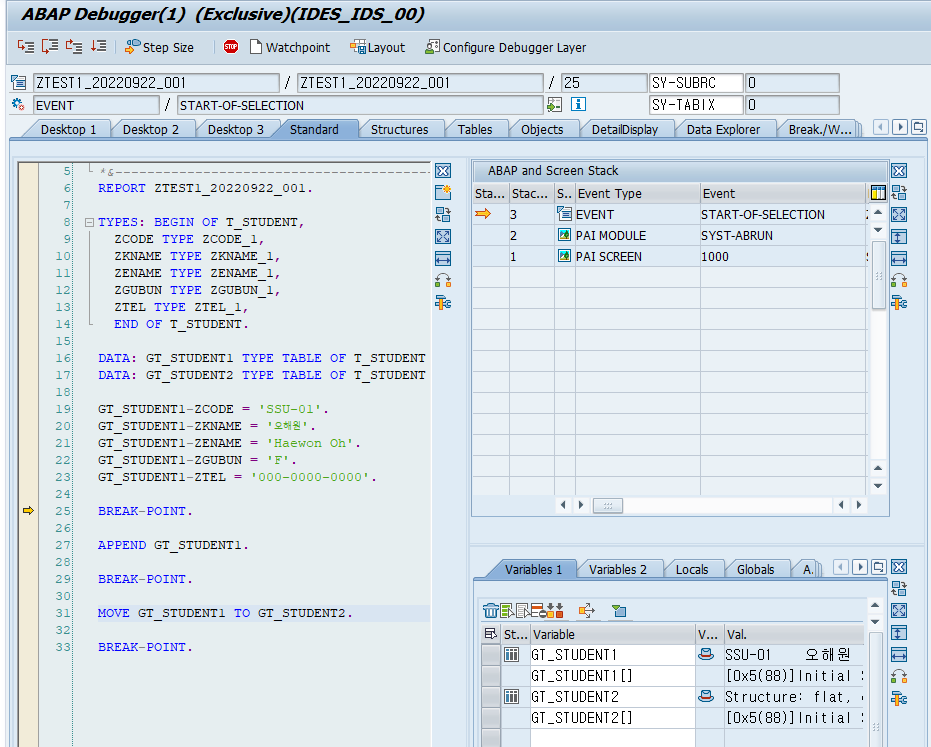 ABAP Debugger(1) (Exclusive)(IDES_IDS_00)
Step Size STOP Watchpoint Layout Configure Debugger Layer
ZTEST1_20220922_001 / ZTEST1_20220922_001 / 25 SY-SUBRC 0
EVENT / START-OF-SELECTION SY-TABIX 0
Desktop 1 Desktop 2 Desktop 3 Standard Structures Tables Objects DetailDisplay Data Explorer Break./W...
5 *&---------------------------------------
6 REPORT ZTEST1_20220922_001.
7
8 TYPES: BEGIN OF T_STUDENT,
9 ZCODE TYPE ZCODE_1,
10 ZKNAME TYPE ZKNAME_1,
11 ZENAME TYPE ZENAME_1,
12 ZGUBUN TYPE ZGUBUN_1,
13 ZTEL TYPE ZTEL_1,
14 END OF T_STUDENT.
15
16 DATA: GT_STUDENT1 TYPE TABLE OF T_STUDENT
17 DATA: GT_STUDENT2 TYPE TABLE OF T_STUDENT
18
19 GT_STUDENT1-ZCODE = 'SSU-01'.
20 GT_STUDENT1-ZKNAME = '오해원'.
21 GT_STUDENT1-ZENAME = 'Haewon Oh'.
22 GT_STUDENT1-ZGUBUN = 'F'.
23 GT_STUDENT1-ZTEL = '000-0000-0000'.
24
25 BREAK-POINT.
26
27 APPEND GT_STUDENT1.
28
29 BREAK-POINT.
30
31 MOVE GT_STUDENT1 TO GT_STUDENT2.
32
33 BREAK-POINT.
ABAP and Screen Stack
Sta... Stac... S.. Event Type Event
3 EVENT START-OF-SELECTION
2 PAI MODULE SYST-ABRUN
1 PAI SCREEN 1000
Variables 1 Variables 2 Locals Globals A.
St... Variable V... Val.
GT_STUDENT1 SSU-01 오해원
GT_STUDENT1[] [0x5(88)]Initial
GT_STUDENT2 Structure: flat,
GT_STUDENT2[] [0x5(88)]Initial